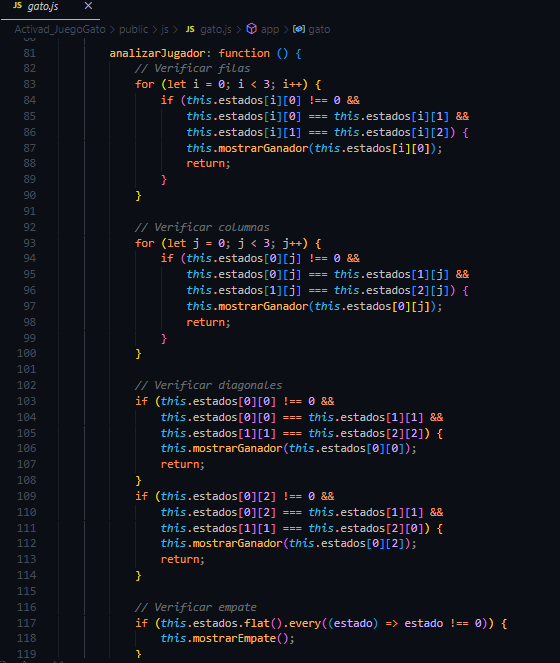 JS gato.js ×
Activad_JuegoGato > public > js > JS gato.js > app > gato
81 analizarJugador: function () {
82 // Verificar filas
83 for (let i = 0; i < 3; i++) {
84 if (this.estados[i][0] !== 0 &&
85 this.estados[i][0] === this.estados[i][1] &&
86 this.estados[i][1] === this.estados[i][2]) {
87 this.mostrarGanador(this.estados[i][0]);
88 return;
89 }
90 }
91
92 // Verificar columnas
93 for (let j = 0; j < 3; j++) {
94 if (this.estados[0][j] !== 0 &&
95 this.estados[0][j] === this.estados[1][j] &&
96 this.estados[1][j] === this.estados[2][j]) {
97 this.mostrarGanador(this.estados[0][j]);
98 return;
99 }
100 }
101
102 // Verificar diagonales
103 if (this.estados[0][0] !== 0 &&
104 this.estados[0][0] === this.estados[1][1] &&
105 this.estados[1][1] === this.estados[2][2]) {
106 this.mostrarGanador(this.estados[0][0]);
107 return;
108 }
109 if (this.estados[0][2] !== 0 &&
110 this.estados[0][2] === this.estados[1][1] &&
111 this.estados[1][1] === this.estados[2][0]) {
112 this.mostrarGanador(this.estados[0][2]);
113 return;
114 }
115
116 // Verificar empate
117 if (this.estados.flat().every((estado) => estado !== 0)) {
118 this.mostrarEmpate();
119 }